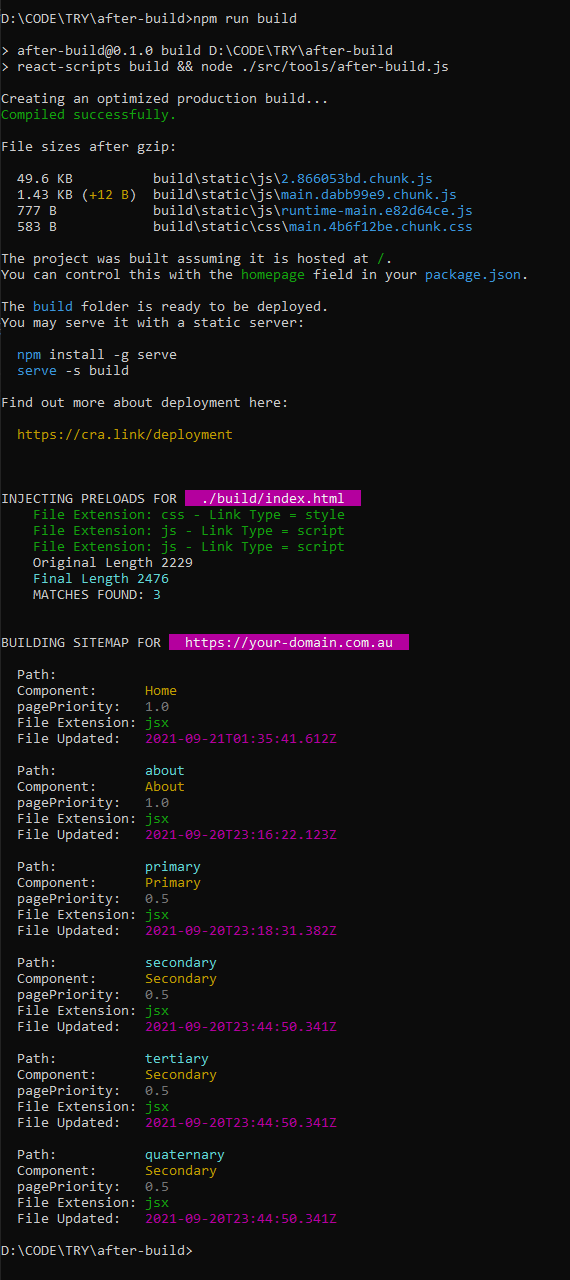 D:\CODE\TRY\after-build>npm run build
> after-build@0.1.0 build D:\CODE\TRY\after-build
> react-scripts build && node ./src/tools/after-build.js
Creating an optimized production build...
Compiled successfully.
File sizes after gzip:
49.6 KB build\static\js\2.866053bd.chunk.js
1.43 KB (+12 B) build\static\js\main.dabb99e9.chunk.js
777 B build\static\js\runtime-main.e82d64ce.js
583 B build\static\css\main.4b6f12be.chunk.css
The project was built assuming it is hosted at /.
You can control this with the homepage field in your package.json.
The build folder is ready to be deployed.
You may serve it with a static server:
npm install -g serve
serve -s build
Find out more about deployment here:
https://cra.link/deployment
INJECTING PRELOADS FOR ./build/index.html
File Extension: css - Link Type = style
File Extension: js - Link Type = script
File Extension: js - Link Type = script
Original Length 2229
Final Length 2476
MATCHES FOUND: 3
BUILDING SITEMAP FOR https://your-domain.com.au
Path:
Component: Home
pagePriority: 1.0
File Extension: jsx
File Updated: 2021-09-21T01:35:41.612Z
Path: about
Component: About
pagePriority: 1.0
File Extension: jsx
File Updated: 2021-09-20T23:16:22.123Z
Path: primary
Component: Primary
pagePriority: 0.5
File Extension: jsx
File Updated: 2021-09-20T23:18:31.382Z
Path: secondary
Component: Secondary
pagePriority: 0.5
File Extension: jsx
File Updated: 2021-09-20T23:44:50.341Z
Path: tertiary
Component: Secondary
pagePriority: 0.5
File Extension: jsx
File Updated: 2021-09-20T23:44:50.341Z
Path: quaternary
Component: Secondary
pagePriority: 0.5
File Extension: jsx
File Updated: 2021-09-20T23:44:50.341Z
D:\CODE\TRY\after-build>